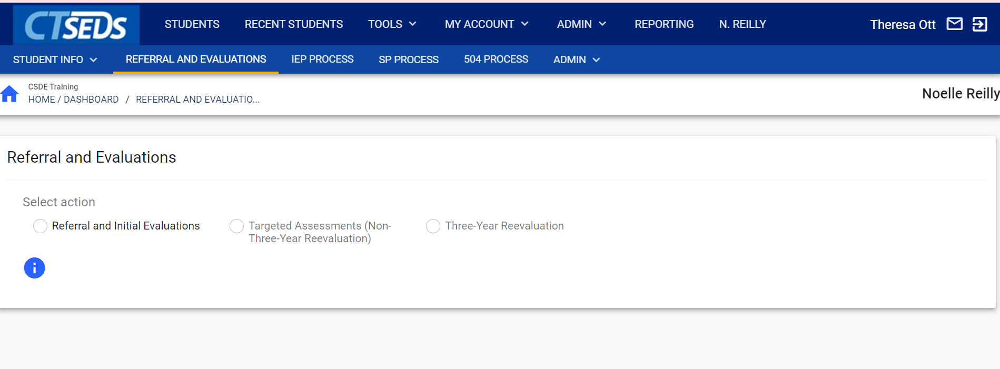 CTSEDS STUDENTS RECENT STUDENTS TOOLS MY ACCOUNT ADMIN REPORTING N. REILLY Theresa Ott
STUDENT INFO REFERRAL AND EVALUATIONS IEP PROCESS SP PROCESS 504 PROCESS ADMIN
CSDE Training
HOME / DASHBOARD / REFERRAL AND EVALUATIO...
Noelle Reilly
Referral and Evaluations
Select action
Referral and Initial Evaluations
Targeted Assessments (Non-
Three-Year Reevaluation)
Three-Year Reevaluation
i